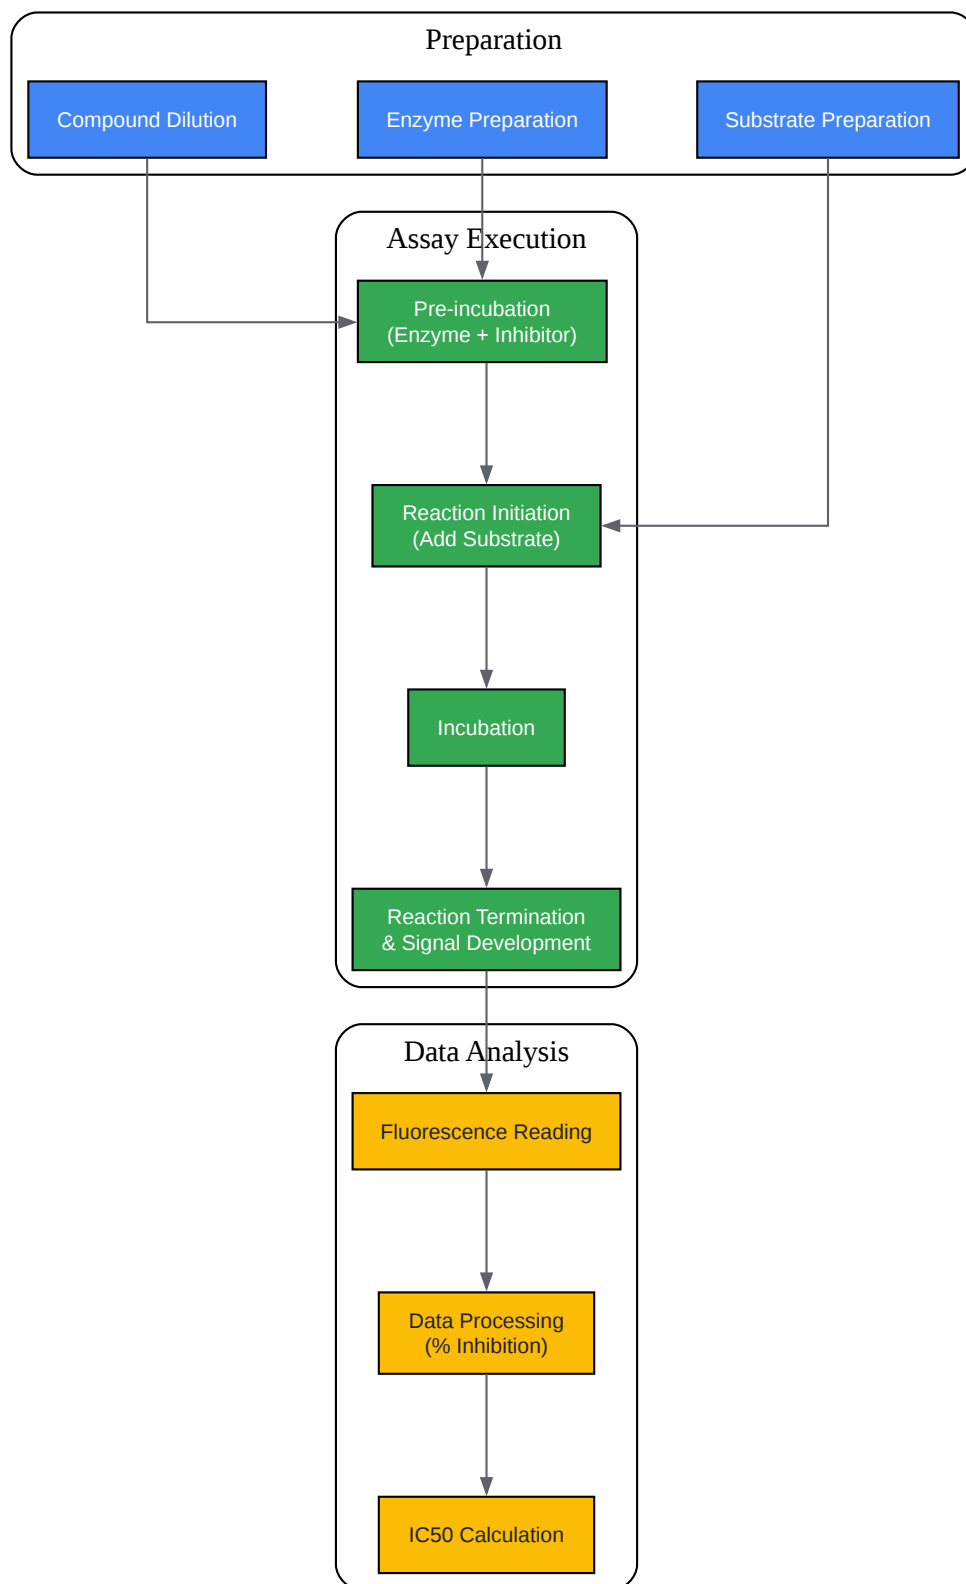 Preparation
Compound Dilution
Enzyme Preparation
Substrate Preparation
Assay Execution
Pre-incubation
(Enzyme + Inhibitor)
Reaction Initiation
(Add Substrate)
Incubation
Reaction Termination
& Signal Development
Data Analysis
Fluorescence Reading
Data Processing
(% Inhibition)
IC50 Calculation